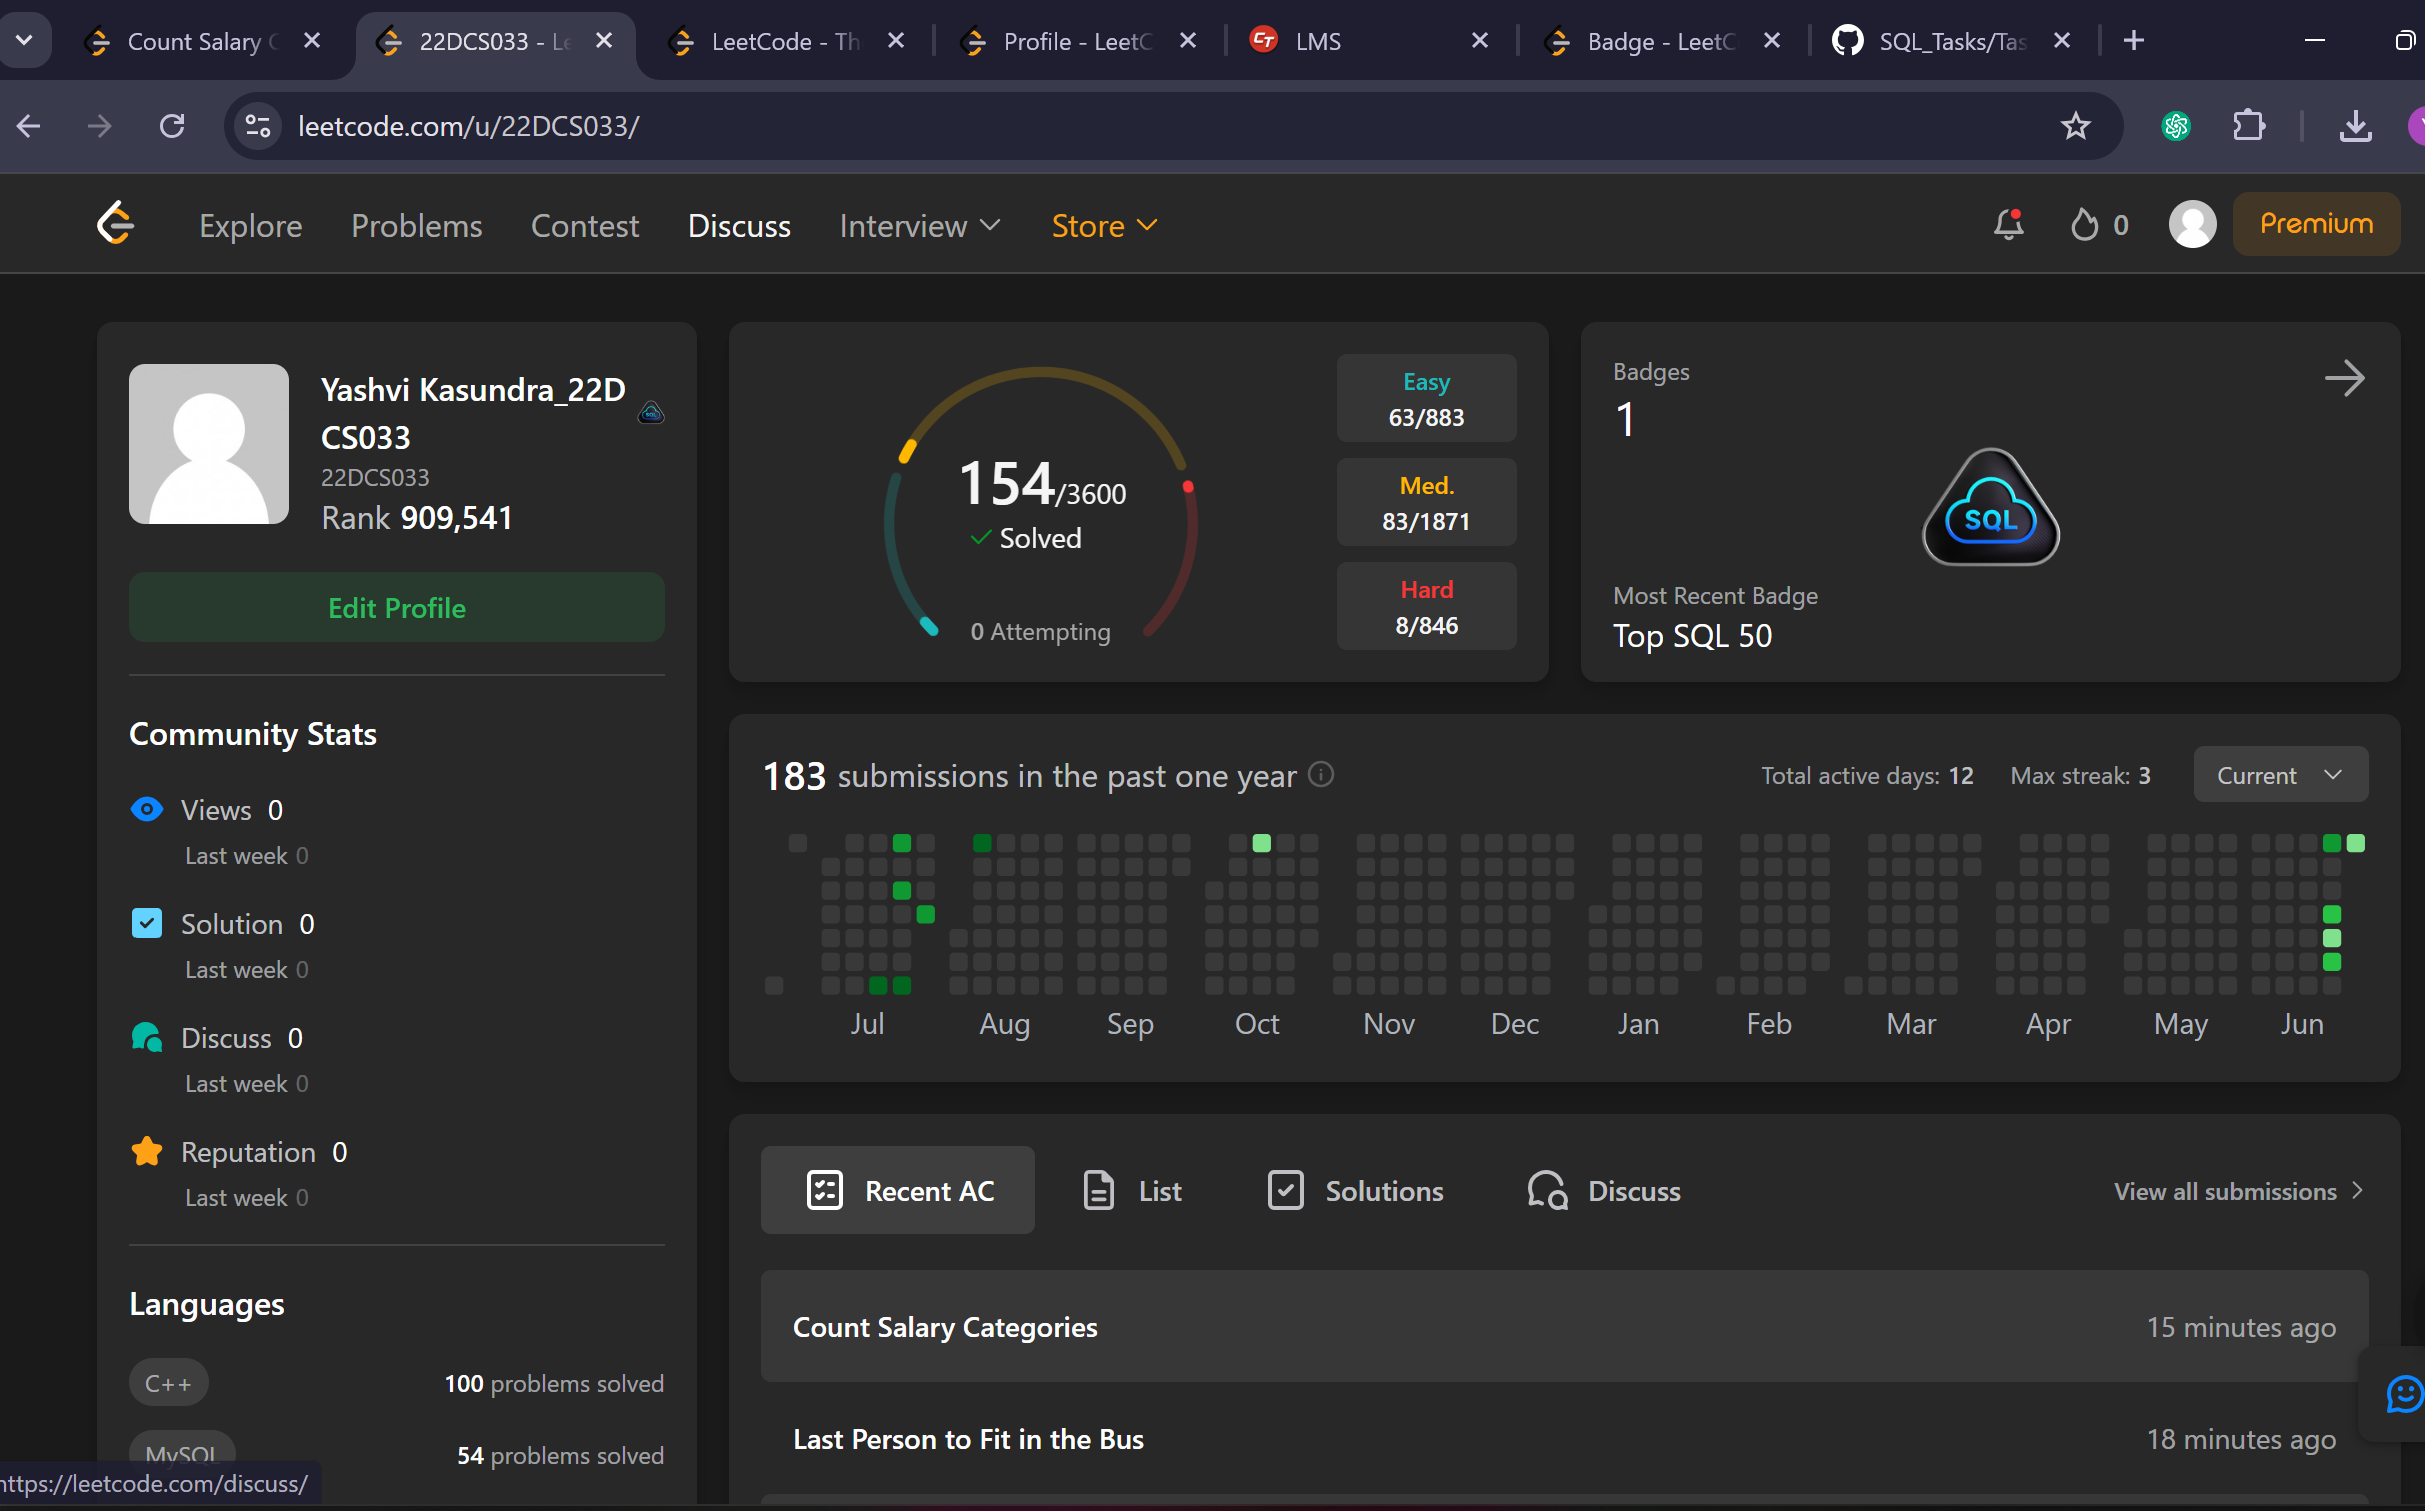 Count Salary C
22DCS033 - Le
LeetCode - Th
Profile - LeetC
LMS
Badge - LeetC
SQL_Tasks/Tas
leetcode.com/u/22DCS033/
Explore
Problems
Contest
Discuss
Interview
Store
0
Premium
Yashvi Kasundra_22D
CS033
22DCS033
Rank 909,541
Edit Profile
Community Stats
Views 0
Last week 0
Solution 0
Last week 0
Discuss 0
Last week 0
Reputation 0
Last week 0
Languages
C++
100 problems solved
MySQL
54 problems solved
https://leetcode.com/discuss/
154/3600
Solved
0 Attempting
Easy
63/883
Med.
83/1871
Hard
8/846
Badges
1
SQL
Most Recent Badge
Top SQL 50
183 submissions in the past one year
Total active days: 12
Max streak: 3
Current
Jul
Aug
Sep
Oct
Nov
Dec
Jan
Feb
Mar
Apr
May
Jun
Recent AC
List
Solutions
Discuss
View all submissions
Count Salary Categories
15 minutes ago
Last Person to Fit in the Bus
18 minutes ago